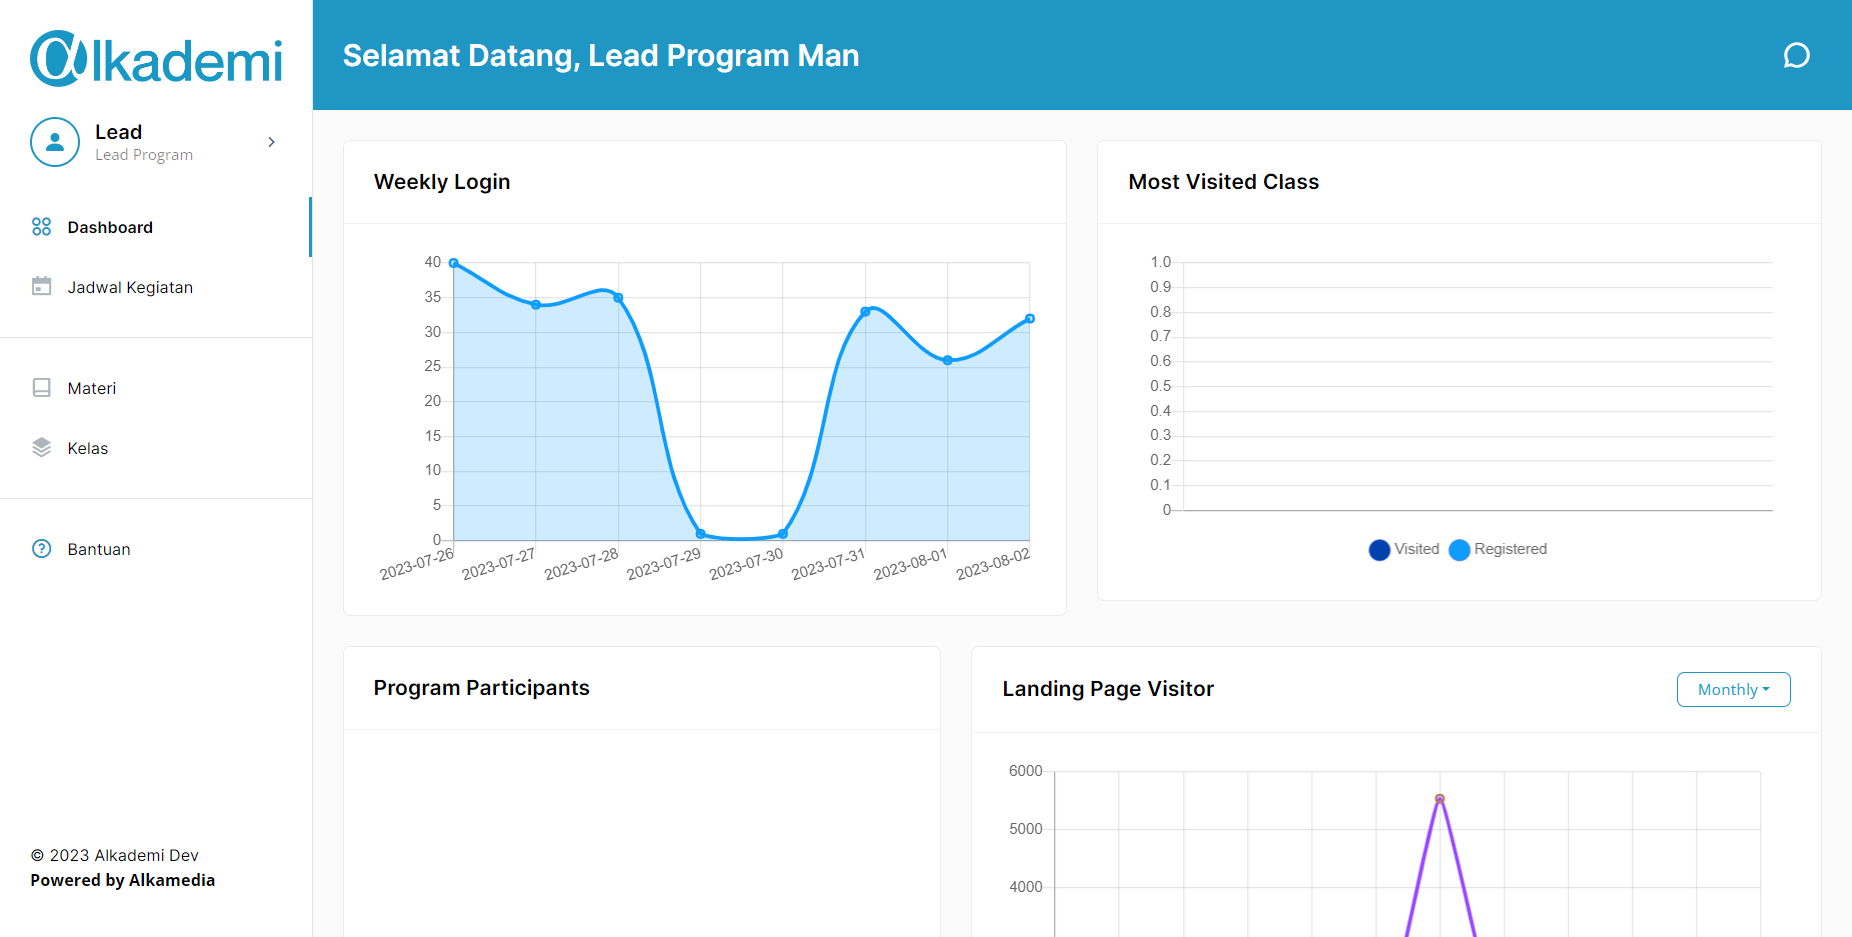 alkademi
Selamat Datang, Lead Program Man
Lead
Lead Program
Dashboard
Jadwal Kegiatan
Materi
Kelas
Bantuan
© 2023 Alkademi Dev
Powered by Alkamedia
Weekly Login
40
35
30
25
20
15
10
5
0
2023-07-26
2023-07-27
2023-07-28
2023-07-29
2023-07-30
2023-07-31
2023-08-01
2023-08-02
Most Visited Class
1.0
0.9
0.8
0.7
0.6
0.5
0.4
0.3
0.2
0.1
0
Visited Registered
Program Participants
Landing Page Visitor
Monthly
6000
5000
4000